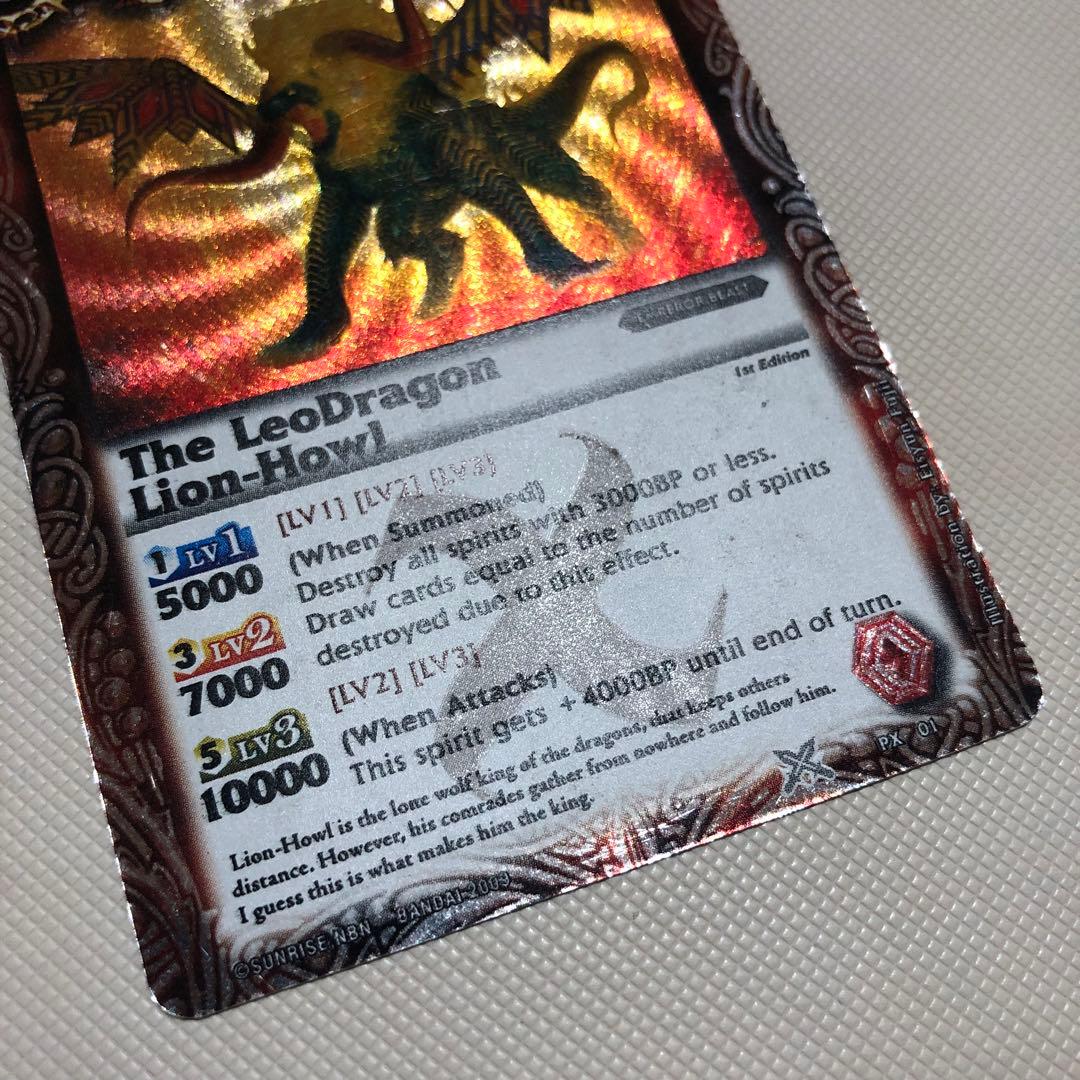 EMPEROR BEAST
The LeoDragon
Lion-Howl
1st Edition
[LV1] [LV2] [LV3]
(When Summoned)
Destroy all spirits with 3000BP or less.
Draw cards equal to the number of spirits
destroyed due to this effect.
[LV2] [LV3]
(When Attacks)
This spirit gets +4000BP until end of turn.
1 LV1
5000
3 LV2
7000
5 LV3
10000
Lion-Howl is the lone wolf king of the dragons, that keeps others
distance. However, his comrades gather from nowhere and follow him.
I guess this is what makes him the king.
PX 01
©SUNRISE, NBN BANDAI 2009
Illustration by: